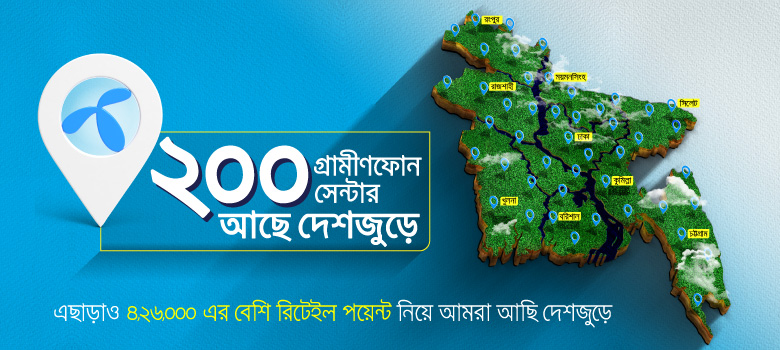 রংপুর
ময়মনসিংহ
রাজশাহী
সিলেট
ঢাকা
কুমিল্লা
খুলনা
বরিশাল
চট্টগ্রাম
২০০ গ্রামীণফোন
সেন্টার
আছে দেশজুড়ে
এছাড়াও ৪,২৬,০০০ এর বেশি রিটেইল পয়েন্ট নিয়ে আমরা আছি দেশজুড়ে